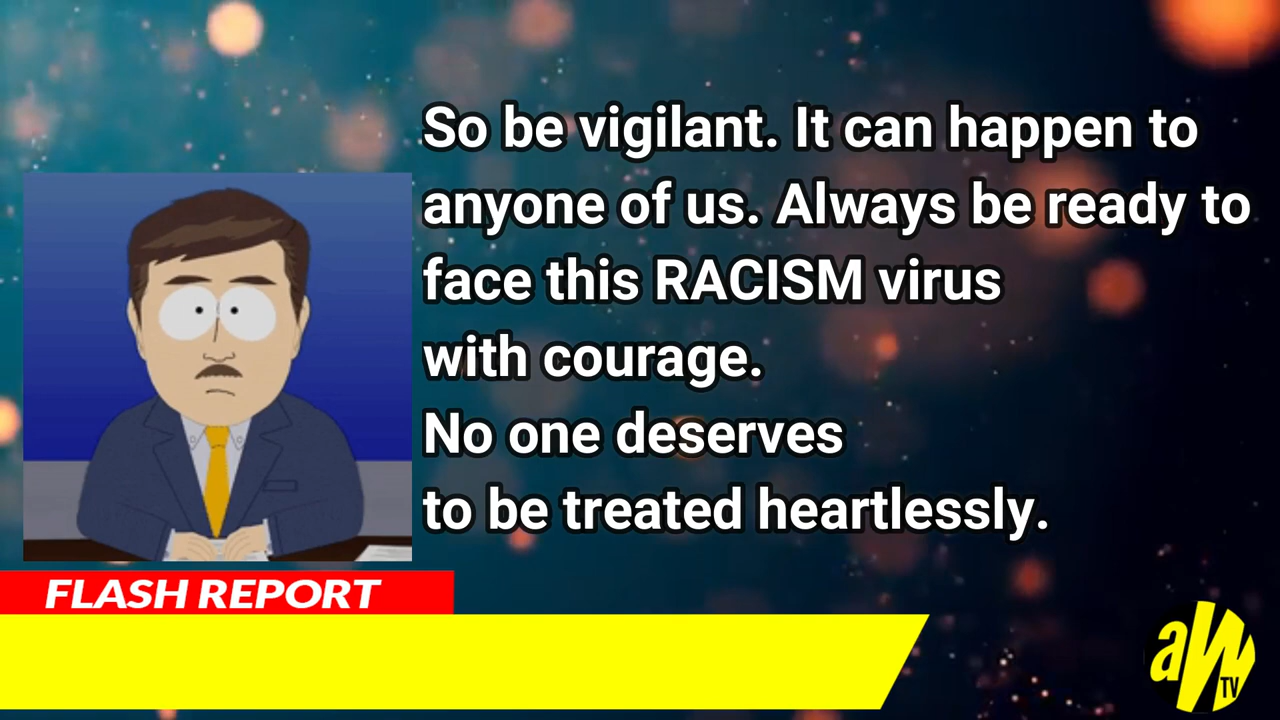 So be vigilant. It can happen to
anyone of us. Always be ready to
face this RACISM virus
with courage.
No one deserves
to be treated heartlessly.
FLASH REPORT
aW
TV